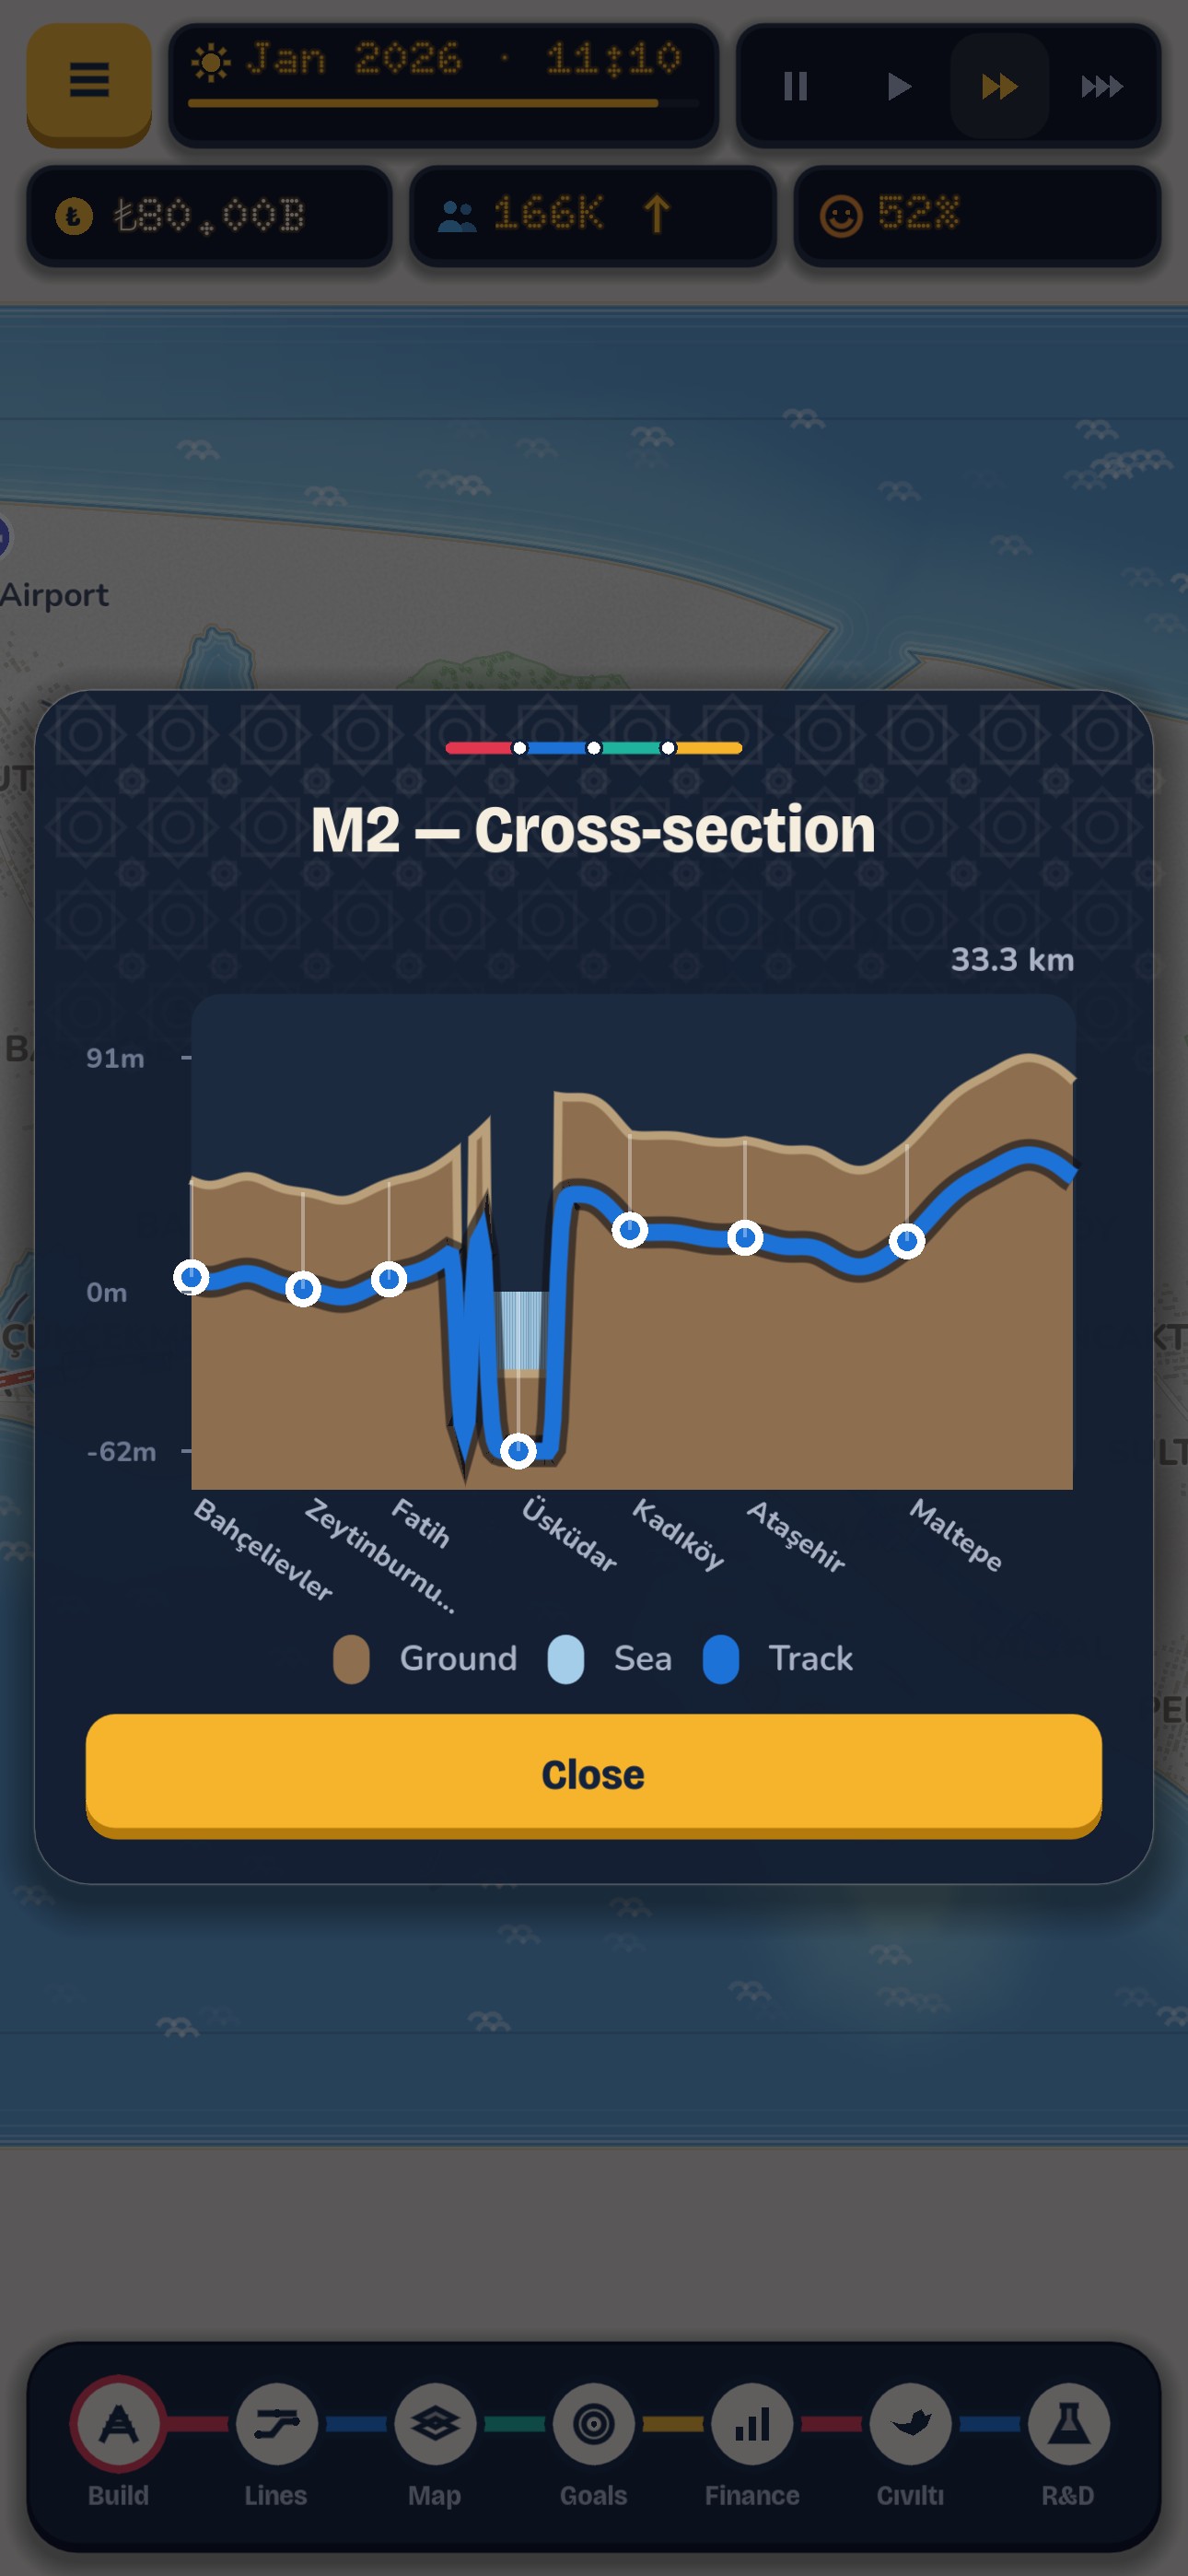 Jan 2026 · 11:10
₺80.00B
166K ↑
52%
Airport
M2 — Cross-section
33.3 km
91m
0m
-62m
Bahçelievler
Zeytinburnu...
Fatih
Üsküdar
Kadıköy
Ataşehir
Maltepe
Ground
Sea
Track
Close
Build
Lines
Map
Goals
Finance
Cıvıltı
R&D